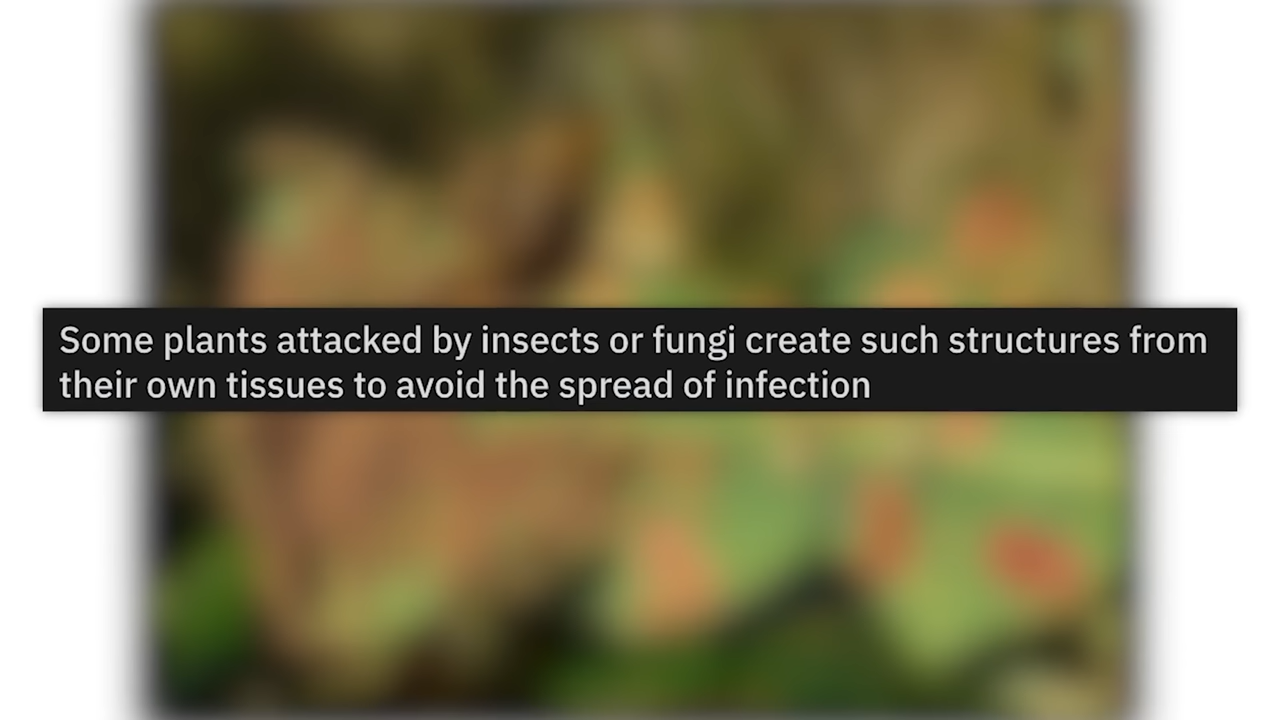 Some plants attacked by insects or fungi create such structures from
their own tissues to avoid the spread of infection